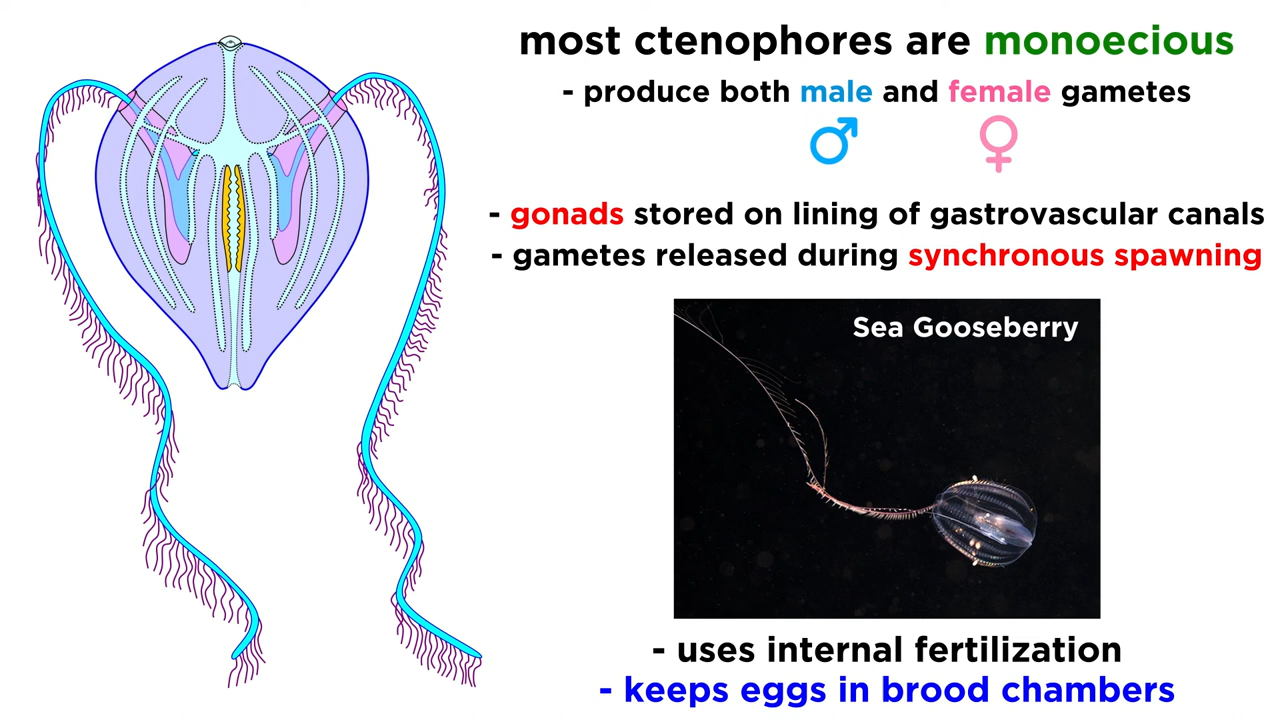 most ctenophores are monoecious
- produce both male and female gametes
- gonads stored on lining of gastrovascular canals
- gametes released during synchronous spawning
Sea Gooseberry
- uses internal fertilization
- keeps eggs in brood chambers